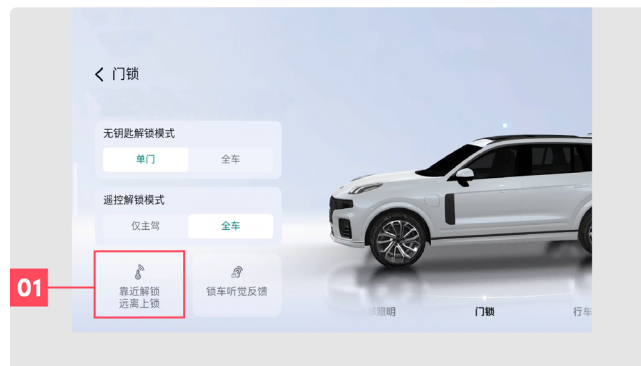 门锁
无钥匙解锁模式
单门 全车
遥控解锁模式
仅主驾 全车
01
靠近解锁
远离上锁
锁车听觉反馈
照明 门锁 行车